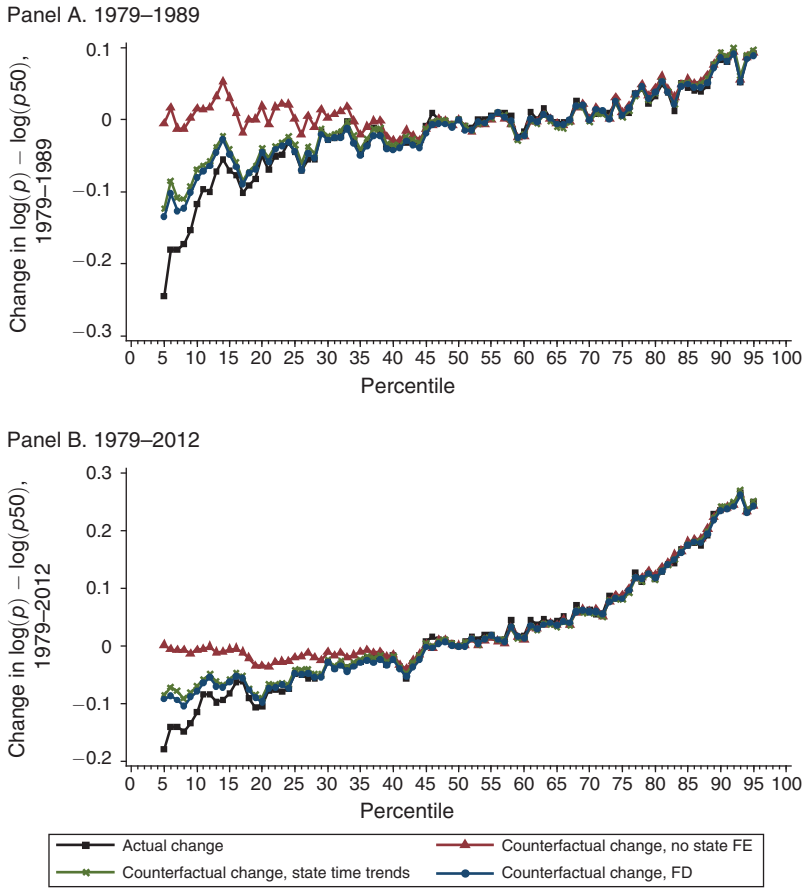 Panel A. 1979–1989
Change in log(p) − log(p50),
1979–1989
0.1
0
−0.1
−0.2
−0.3
0 5 10 15 20 25 30 35 40 45 50 55 60 65 70 75 80 85 90 95 100
Percentile
Panel B. 1979–2012
Change in log(p) − log(p50),
1979–2012
0.3
0.2
0.1
0
−0.1
−0.2
0 5 10 15 20 25 30 35 40 45 50 55 60 65 70 75 80 85 90 95 100
Percentile
Actual change
Counterfactual change, no state FE
Counterfactual change, state time trends
Counterfactual change, FD